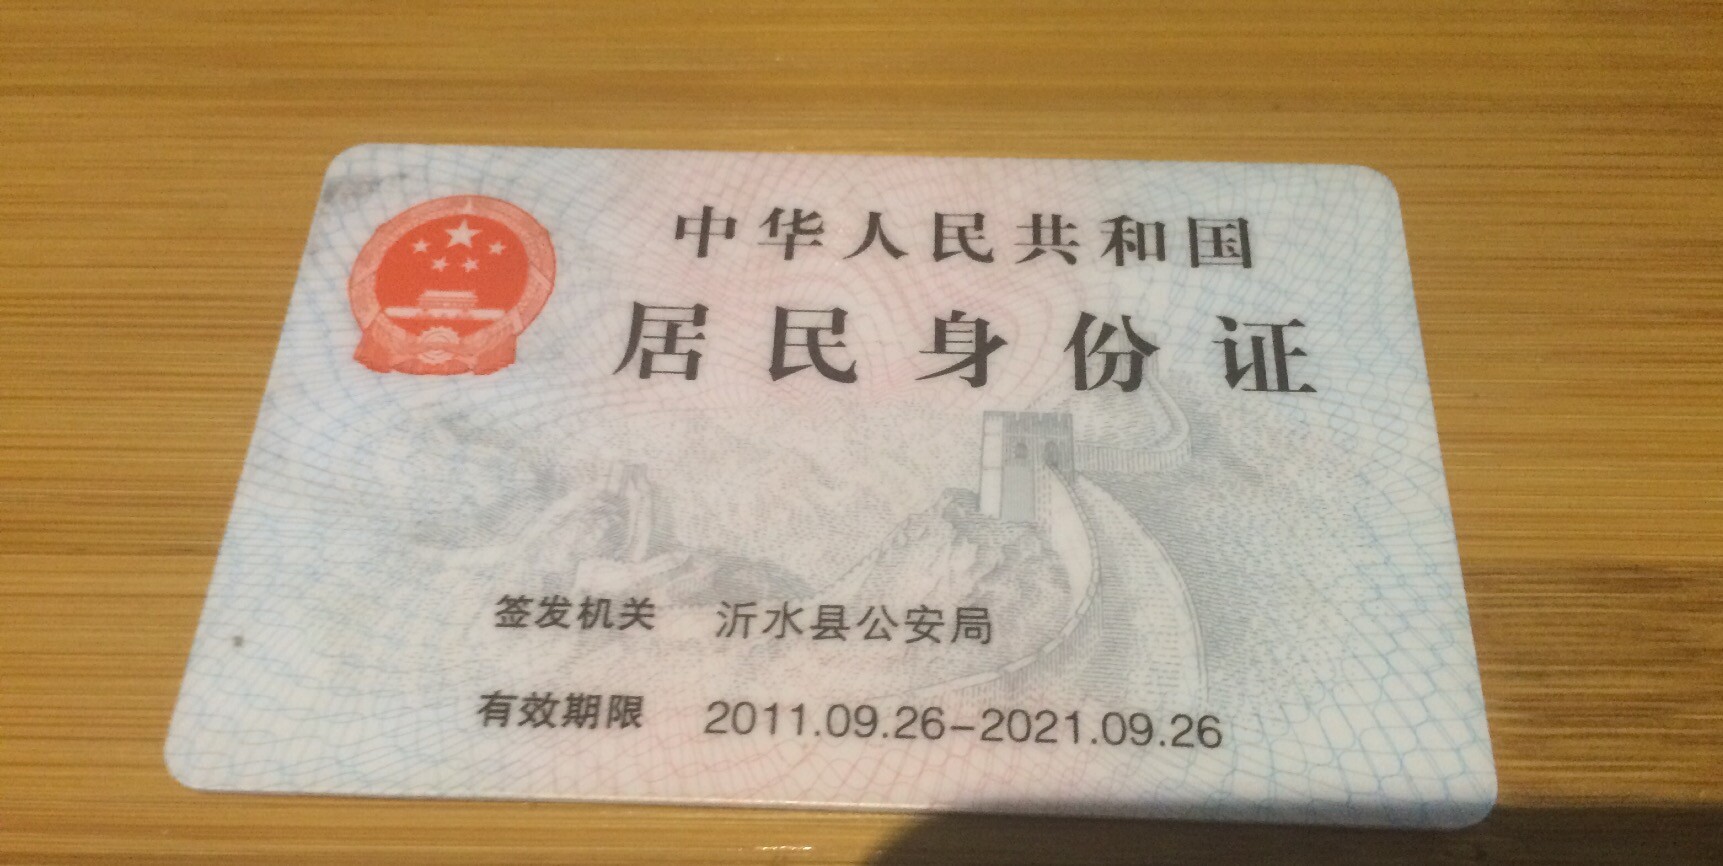 中华人民共和国
居民身份证
签发机关 沂水县公安局
有效期限 2011.09.26-2021.09.26